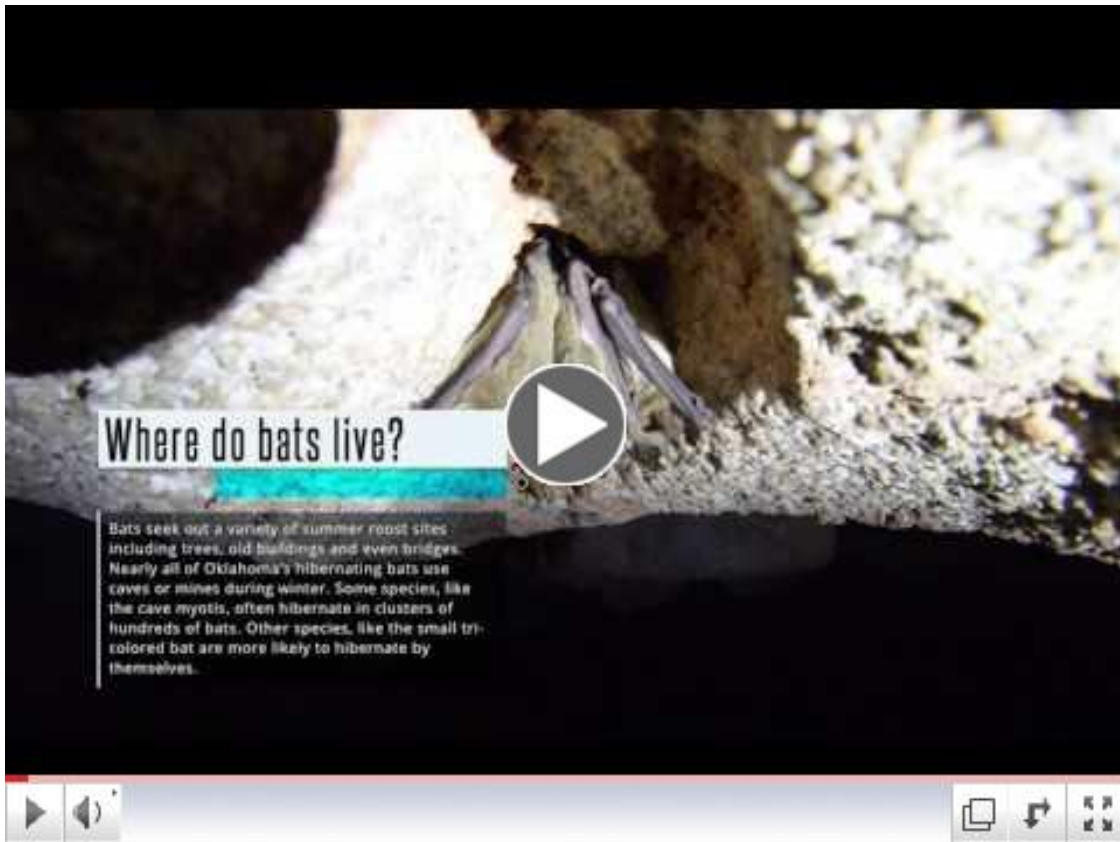 Where do bats live?
Bats seek out a variety of summer roost sites
including trees, old buildings and even bridges.
Nearly all of Oklahoma's hibernating bats use
caves or mines during winter. Some species, like
the cave myotis, often hibernate in clusters of
hundreds of bats. Other species, like the small tri-
colored bat are more likely to hibernate by
themselves.